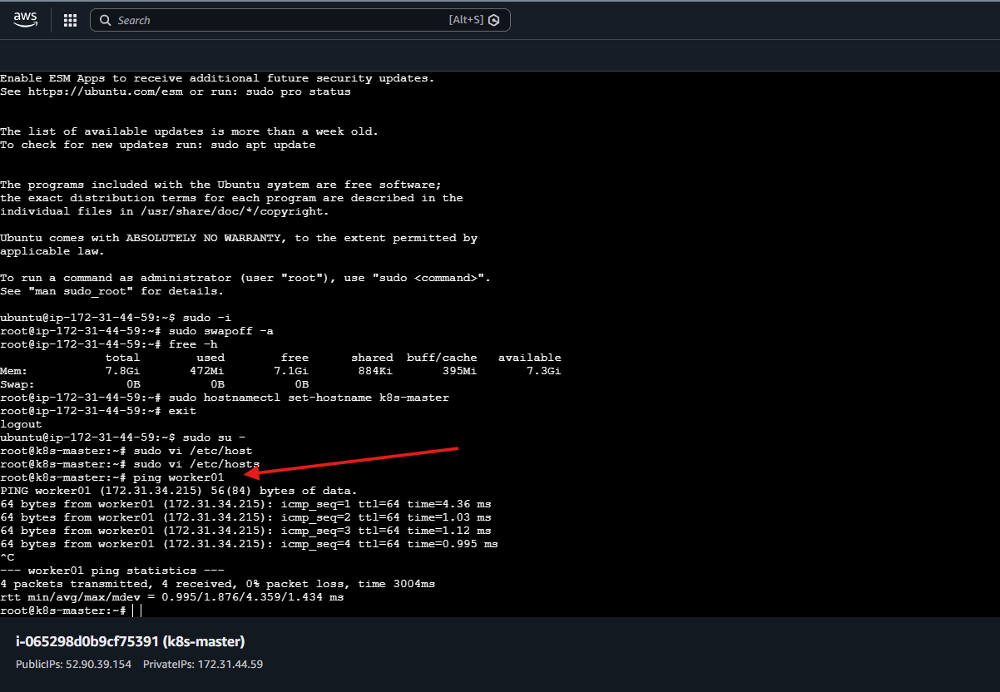 aws
Search [Alt+S]
Enable ESM Apps to receive additional future security updates.
See https://ubuntu.com/esm or run: sudo pro status
The list of available updates is more than a week old.
To check for new updates run: sudo apt update
The programs included with the Ubuntu system are free software;
the exact distribution terms for each program are described in the
individual files in /usr/share/doc/*/copyright.
Ubuntu comes with ABSOLUTELY NO WARRANTY, to the extent permitted by
applicable law.
To run a command as administrator (user "root"), use "sudo <command>".
See "man sudo_root" for details.
ubuntu@ip-172-31-44-59:~$ sudo -i
root@ip-172-31-44-59:~# sudo swapoff -a
root@ip-172-31-44-59:~# free -h
total used free shared buff/cache available
Mem: 7.8Gi 472Mi 7.1Gi 884Ki 395Mi 7.3Gi
Swap: 0B 0B 0B
root@ip-172-31-44-59:~# sudo hostnamectl set-hostname k8s-master
root@ip-172-31-44-59:~# exit
logout
ubuntu@ip-172-31-44-59:~$ sudo su -
root@k8s-master:~# sudo vi /etc/host
root@k8s-master:~# sudo vi /etc/hosts
root@k8s-master:~# ping worker01
PING worker01 (172.31.34.215) 56(84) bytes of data.
64 bytes from worker01 (172.31.34.215): icmp_seq=1 ttl=64 time=4.36 ms
64 bytes from worker01 (172.31.34.215): icmp_seq=2 ttl=64 time=1.03 ms
64 bytes from worker01 (172.31.34.215): icmp_seq=3 ttl=64 time=1.12 ms
64 bytes from worker01 (172.31.34.215): icmp_seq=4 ttl=64 time=0.995 ms
^C
--- worker01 ping statistics ---
4 packets transmitted, 4 received, 0% packet loss, time 3004ms
rtt min/avg/max/mdev = 0.995/1.876/4.359/1.434 ms
root@k8s-master:~#
i-065298d0b9cf75391 (k8s-master)
PublicIPs: 52.90.39.154 PrivateIPs: 172.31.44.59